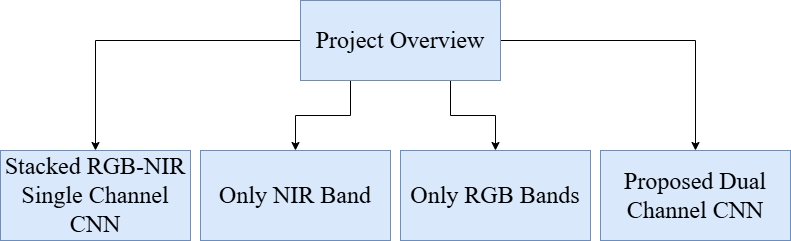 Project Overview
Stacked RGB-NIR
Single Channel
CNN
Only NIR Band
Only RGB Bands
Proposed Dual
Channel CNN